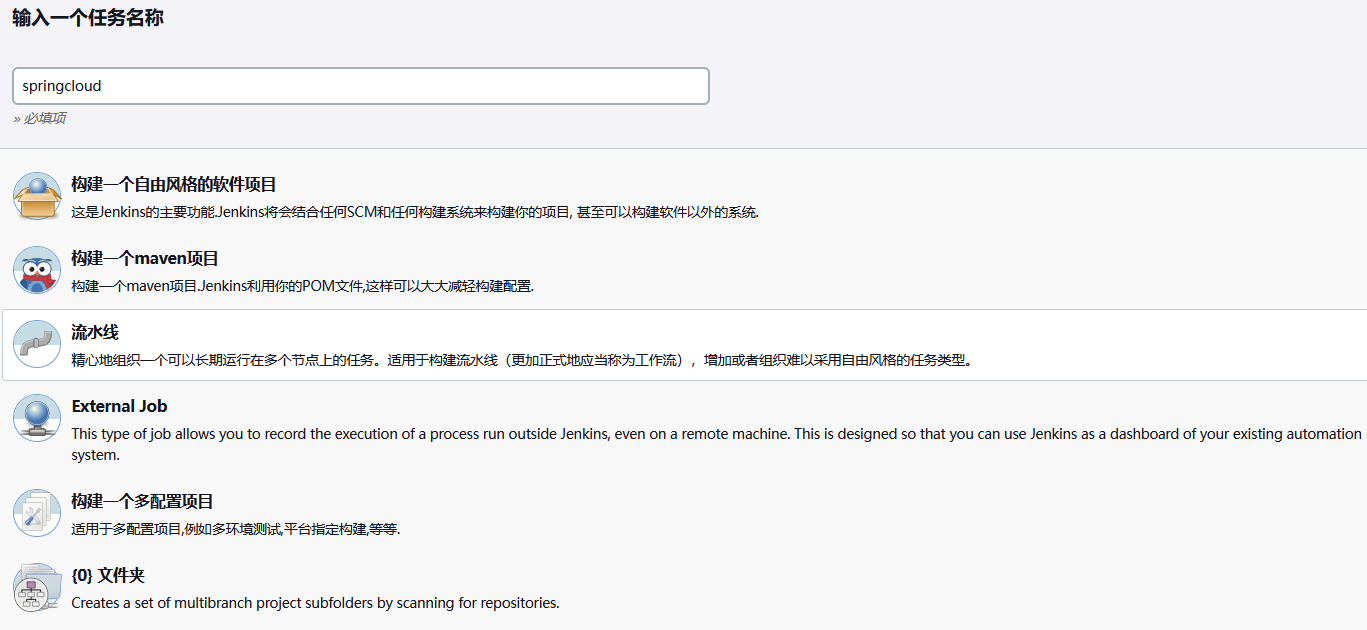 输入一个任务名称
springcloud
» 必填项
构建一个自由风格的软件项目
这是Jenkins的主要功能.Jenkins将会结合任何SCM和任何构建系统来构建你的项目, 甚至可以构建软件以外的系统.
构建一个maven项目
构建一个maven项目.Jenkins利用你的POM文件,这样可以大大减轻构建配置.
流水线
精心地组织一个可以长期运行在多个节点上的任务。适用于构建流水线（更加正式地应当称为工作流），增加或者组织难以采用自由风格的任务类型。
External Job
This type of job allows you to record the execution of a process run outside Jenkins, even on a remote machine. This is designed so that you can use Jenkins as a dashboard of your existing automation
system.
构建一个多配置项目
适用于多配置项目,例如多环境测试,平台指定构建,等等.
{0} 文件夹
Creates a set of multibranch project subfolders by scanning for repositories.